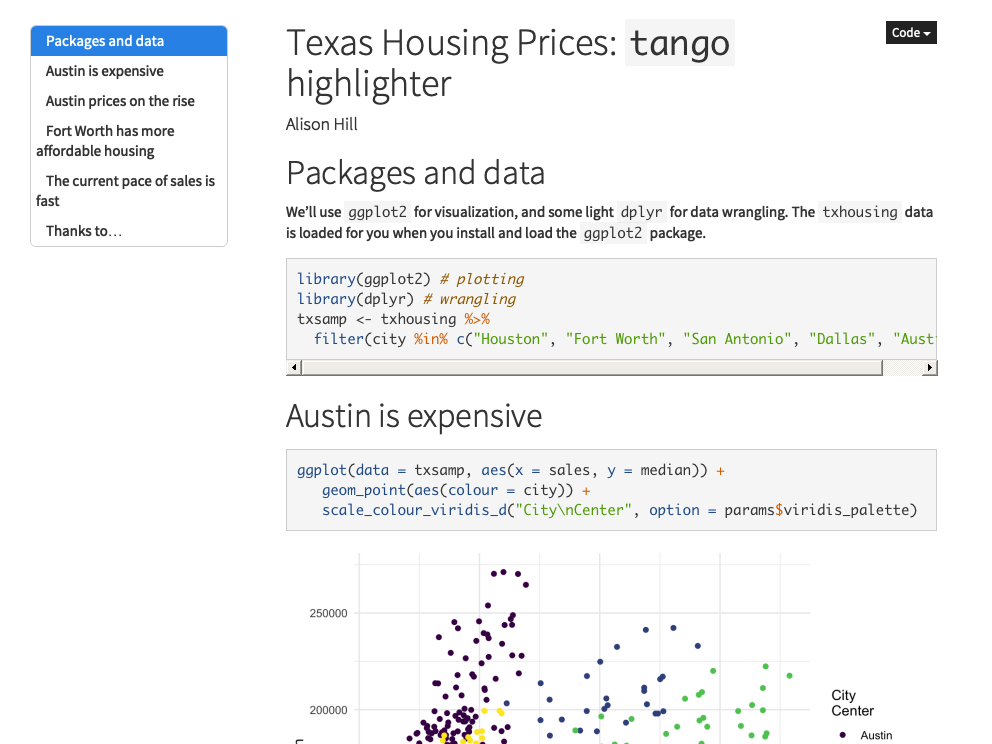 Packages and data
Austin is expensive
Austin prices on the rise
Fort Worth has more
affordable housing
The current pace of sales is
fast
Thanks to…
Code
Texas Housing Prices: tango
highlighter
Alison Hill
Packages and data
We’ll use ggplot2 for visualization, and some light dplyr for data wrangling. The txhousing data
is loaded for you when you install and load the ggplot2 package.
library(ggplot2) # plotting
library(dplyr) # wrangling
txsamp <- txhousing %>%
  filter(city %in% c("Houston", "Fort Worth", "San Antonio", "Dallas", "Aust
Austin is expensive
ggplot(data = txsamp, aes(x = sales, y = median)) +
   geom_point(aes(colour = city)) +
   scale_colour_viridis_d("City\nCenter", option = params$viridis_palette)
250000
200000
City
Center
Austin